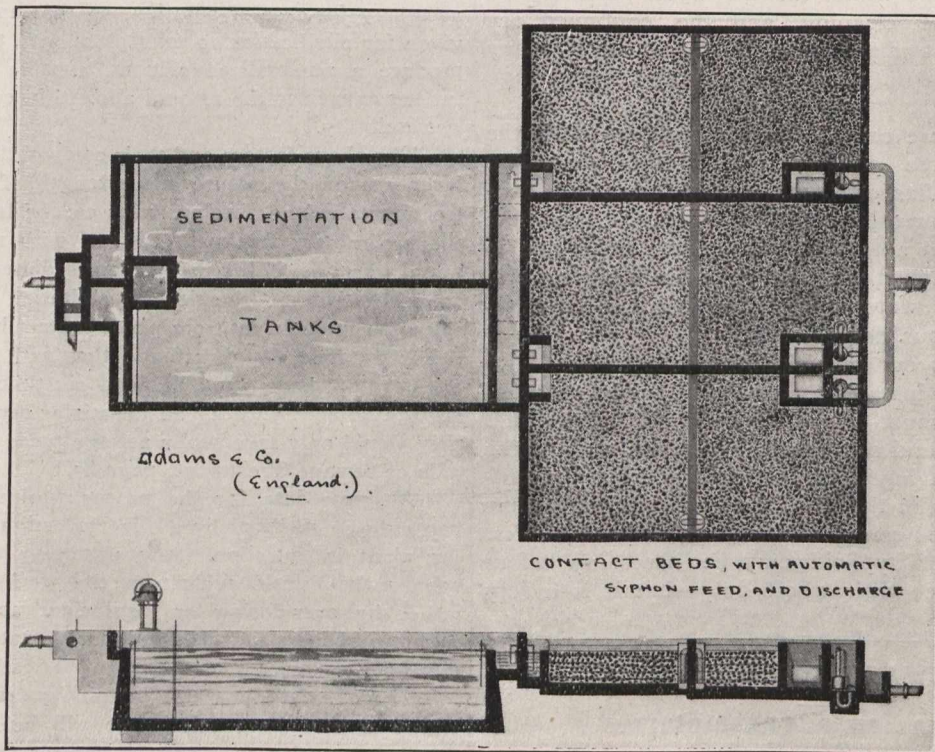 SEDIMENTATION
TANKS
Adams & Co.
(England.).
CONTACT BEDS, WITH AUTOMATIC
SYPHON FEED, AND DISCHARGE